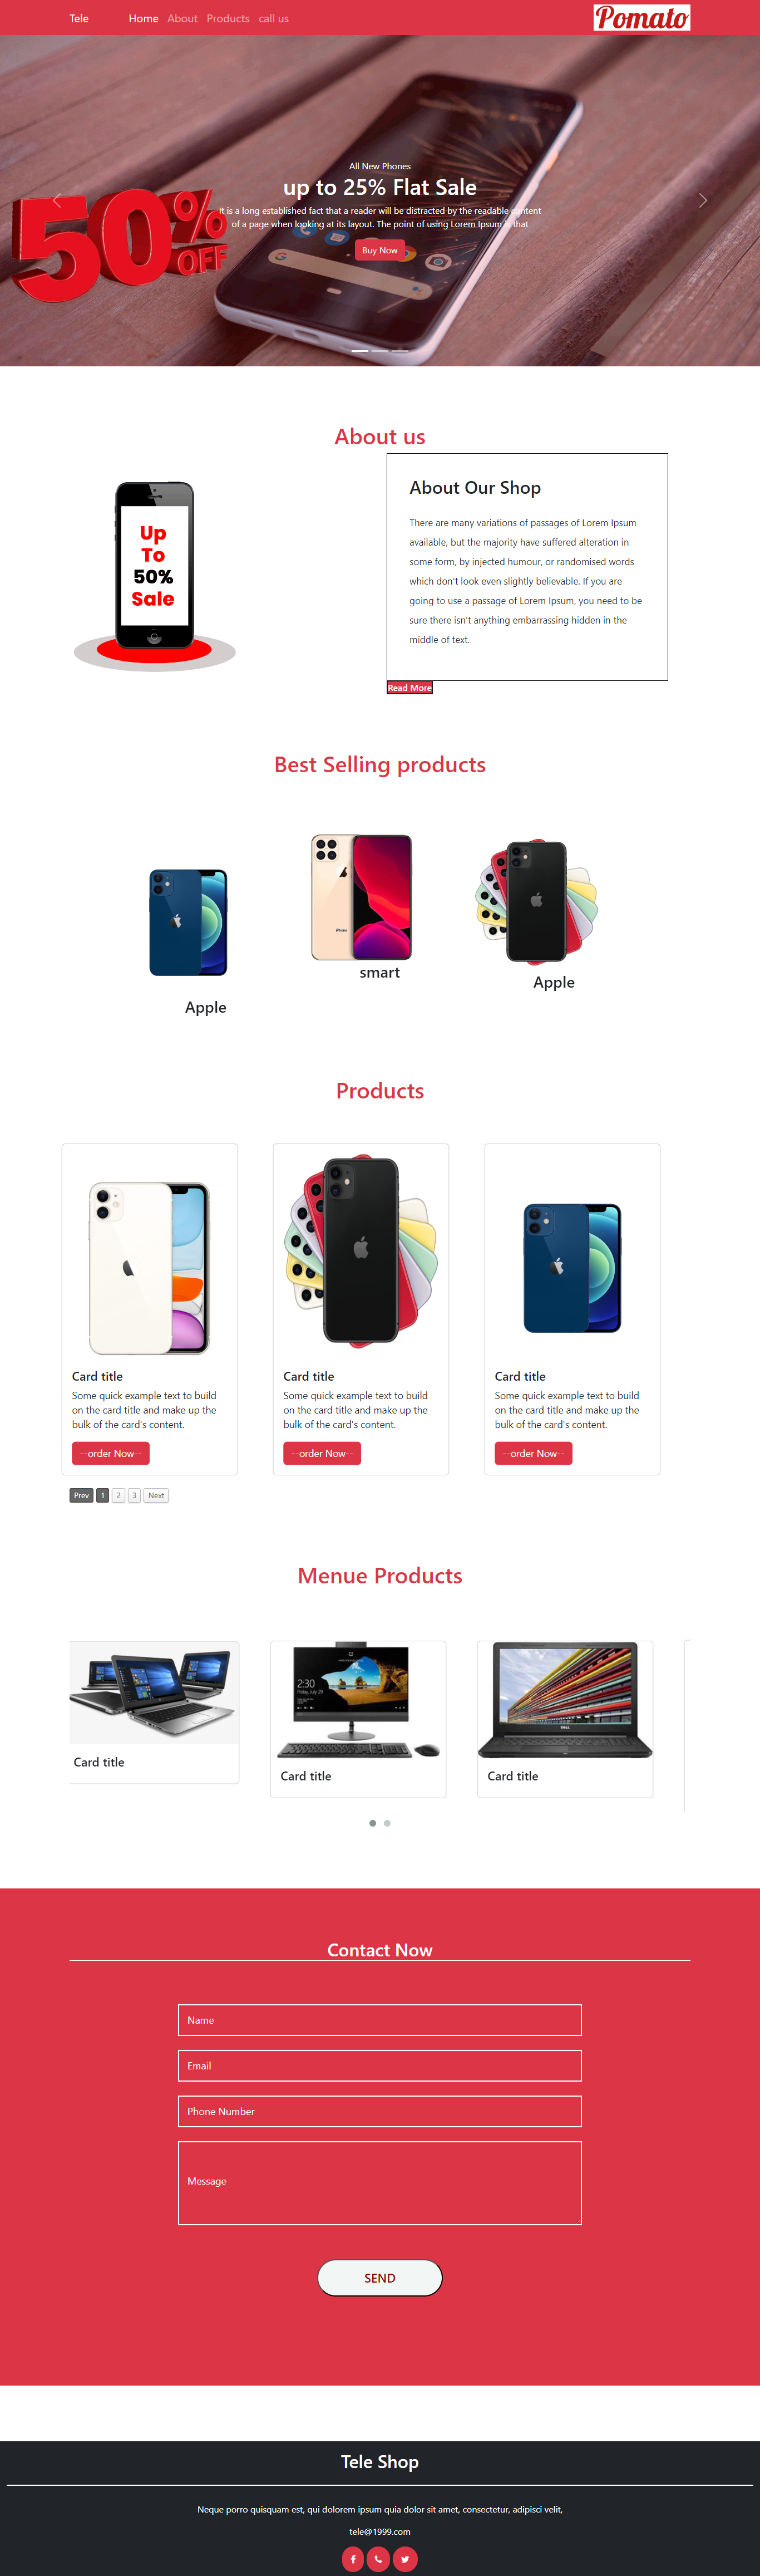 Tele Home About Products call us Pomato
All New Phones
up to 25% Flat Sale
It is a long established fact that a reader will be distracted by the readable content
of a page when looking at its layout. The point of using Lorem Ipsum is that
Buy Now
50% OFF
About us
Up
To
50%
Sale
About Our Shop
There are many variations of passages of Lorem Ipsum
available, but the majority have suffered alteration in
some form, by injected humour, or randomised words
which don't look even slightly believable. If you are
going to use a passage of Lorem Ipsum, you need to be
sure there isn't anything embarrassing hidden in the
middle of text.
Read More
Best Selling products
iPhone
smart
Apple
Apple
Products
Card title
Some quick example text to build
on the card title and make up the
bulk of the card's content.
--order Now--
Card title
Some quick example text to build
on the card title and make up the
bulk of the card's content.
--order Now--
Card title
Some quick example text to build
on the card title and make up the
bulk of the card's content.
--order Now--
Prev 1 2 3 Next
Menue Products
Card title
2:30
Friday, July 29
Card title
DELL
Card title
Contact Now
Name
Email
Phone Number
Message
SEND
Tele Shop
Neque porro quisquam est, qui dolorem ipsum quia dolor sit amet, consectetur, adipisci velit,
tele@1999.com